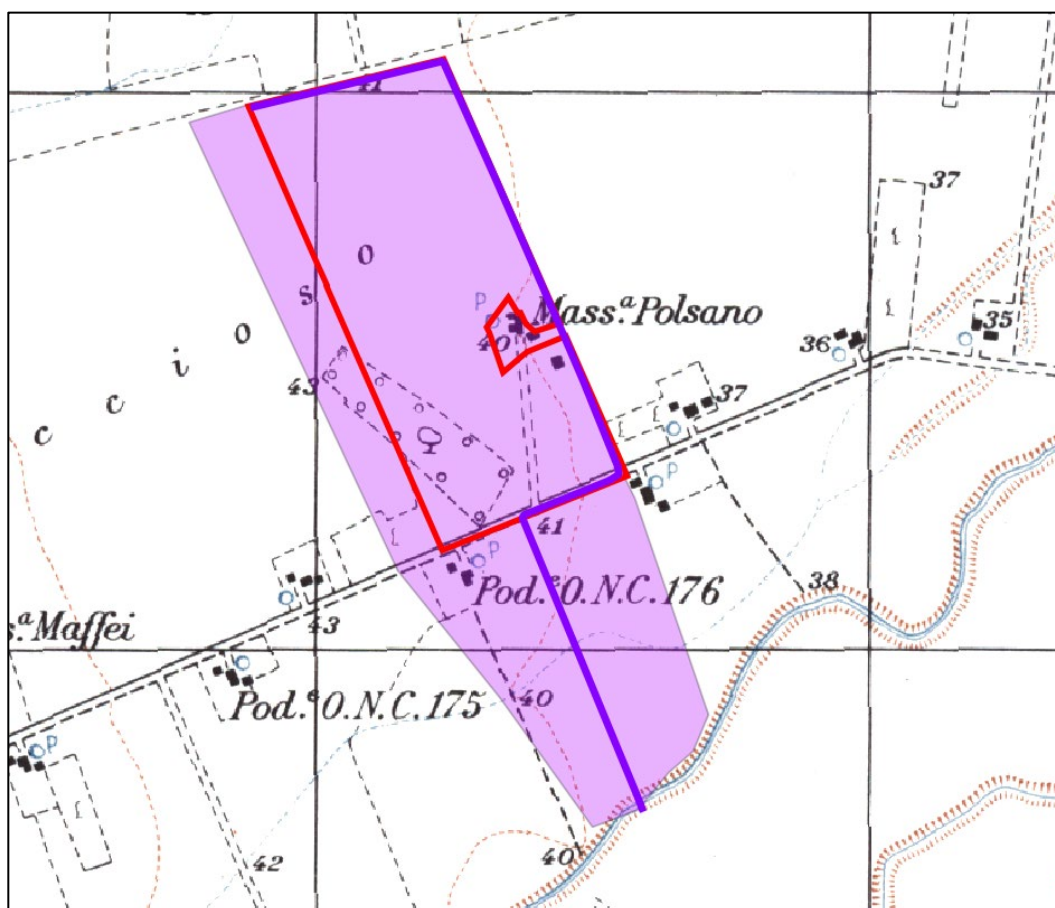 41
37
P
Mass.ª Polsano
40
35
36
o
s
o
i
c
c
43
37
P
41
P
Pod.e O.N.C. 176
38
s.ª Maffei
43
40
Pod.e O.N.C. 175
P
42
40